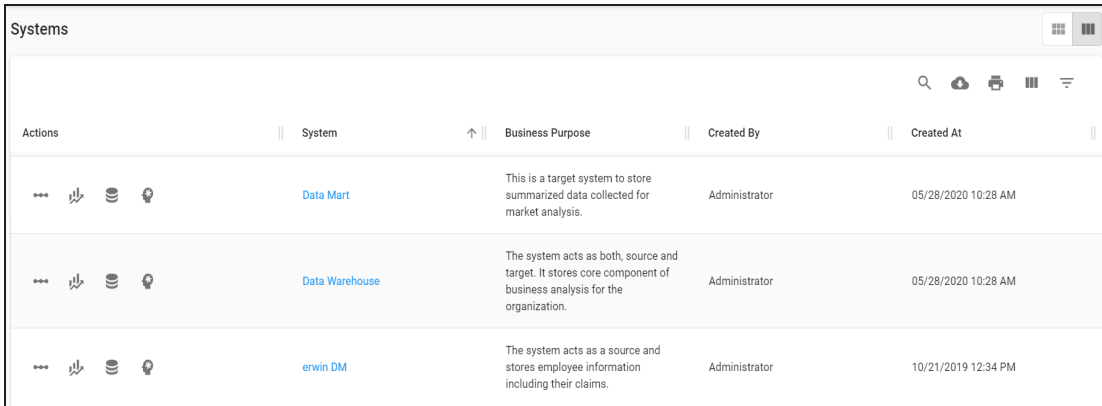 Systems
Actions System Business Purpose Created By Created At
This is a target system to store
summarized data collected for
market analysis.
Data Mart Administrator 05/28/2020 10:28 AM
The system acts as both, source and
target. It stores core component of
business analysis for the
organization.
Data Warehouse Administrator 05/28/2020 10:28 AM
The system acts as a source and
stores employee information
including their claims.
erwin DM Administrator 10/21/2019 12:34 PM